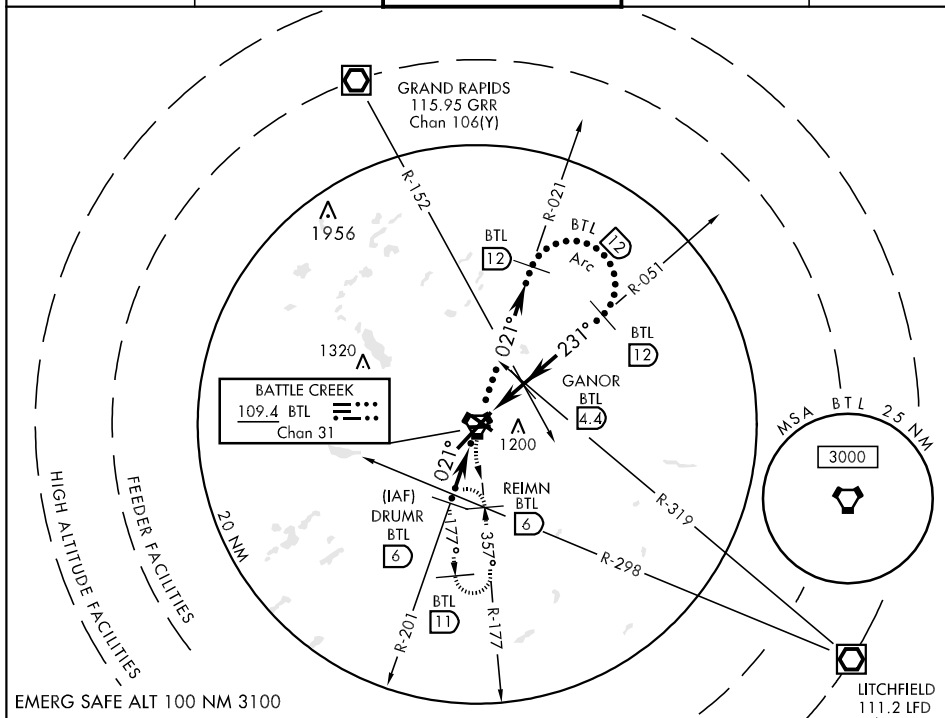 GRAND RAPIDS
115.95 GRR
Chan 106(Y)
R-152
R-021
BTL
12
BTL
12
Arc
R-051
1956
021°
231°
BTL
12
1320
GANOR
BTL
4.4
BATTLE CREEK
109.4 BTL
Chan 31
1200
MSA BTL 25 NM
3000
021°
(IAF)
DRUMR
BTL
6
REIMN
BTL
6
R-319
177°
357°
R-298
HIGH ALTITUDE FACILITIES
FEEDER FACILITIES
20 NM
BTL
11
R-201
R-177
EMERG SAFE ALT 100 NM 3100
LITCHFIELD
111.2 LFD